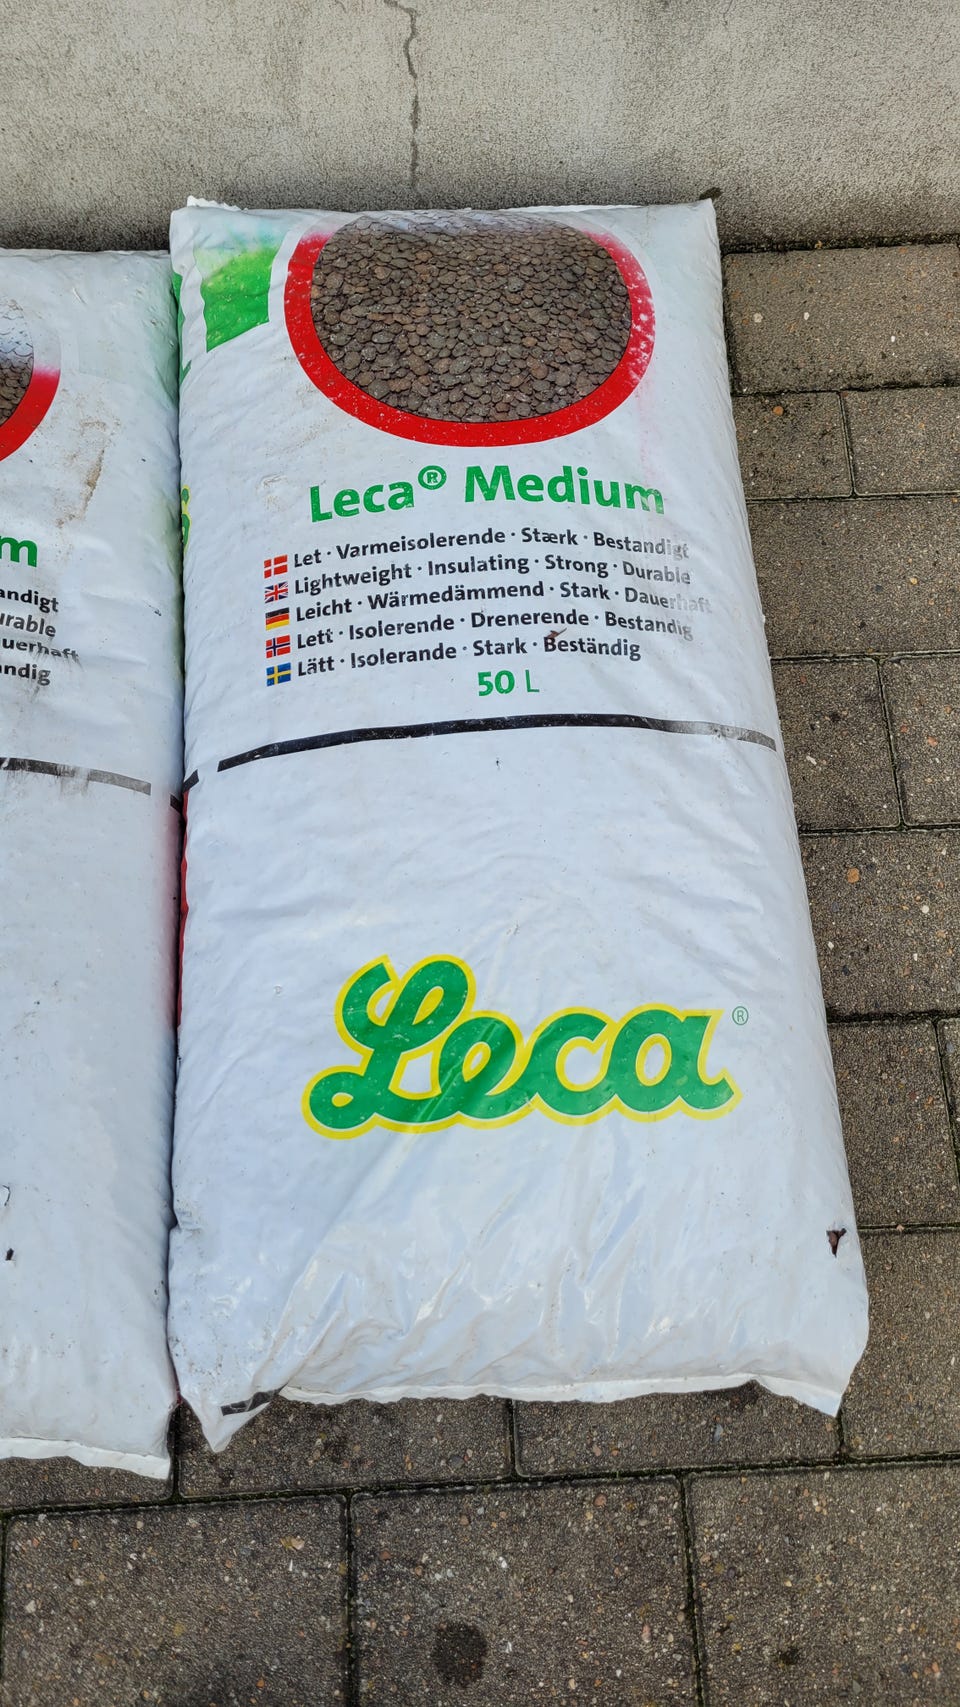 Leca® Medium
Let · Varmeisolerende · Stærk · Bestandigt
Lightweight · Insulating · Strong · Durable
Leicht · Wärmedämmend · Stark · Dauerhaft
Lett · Isolerende · Drenerende · Bestandig
Lätt · Isolerande · Stark · Beständig
50 L
Leca®
m
andigt
urable
uerhaft
ndig